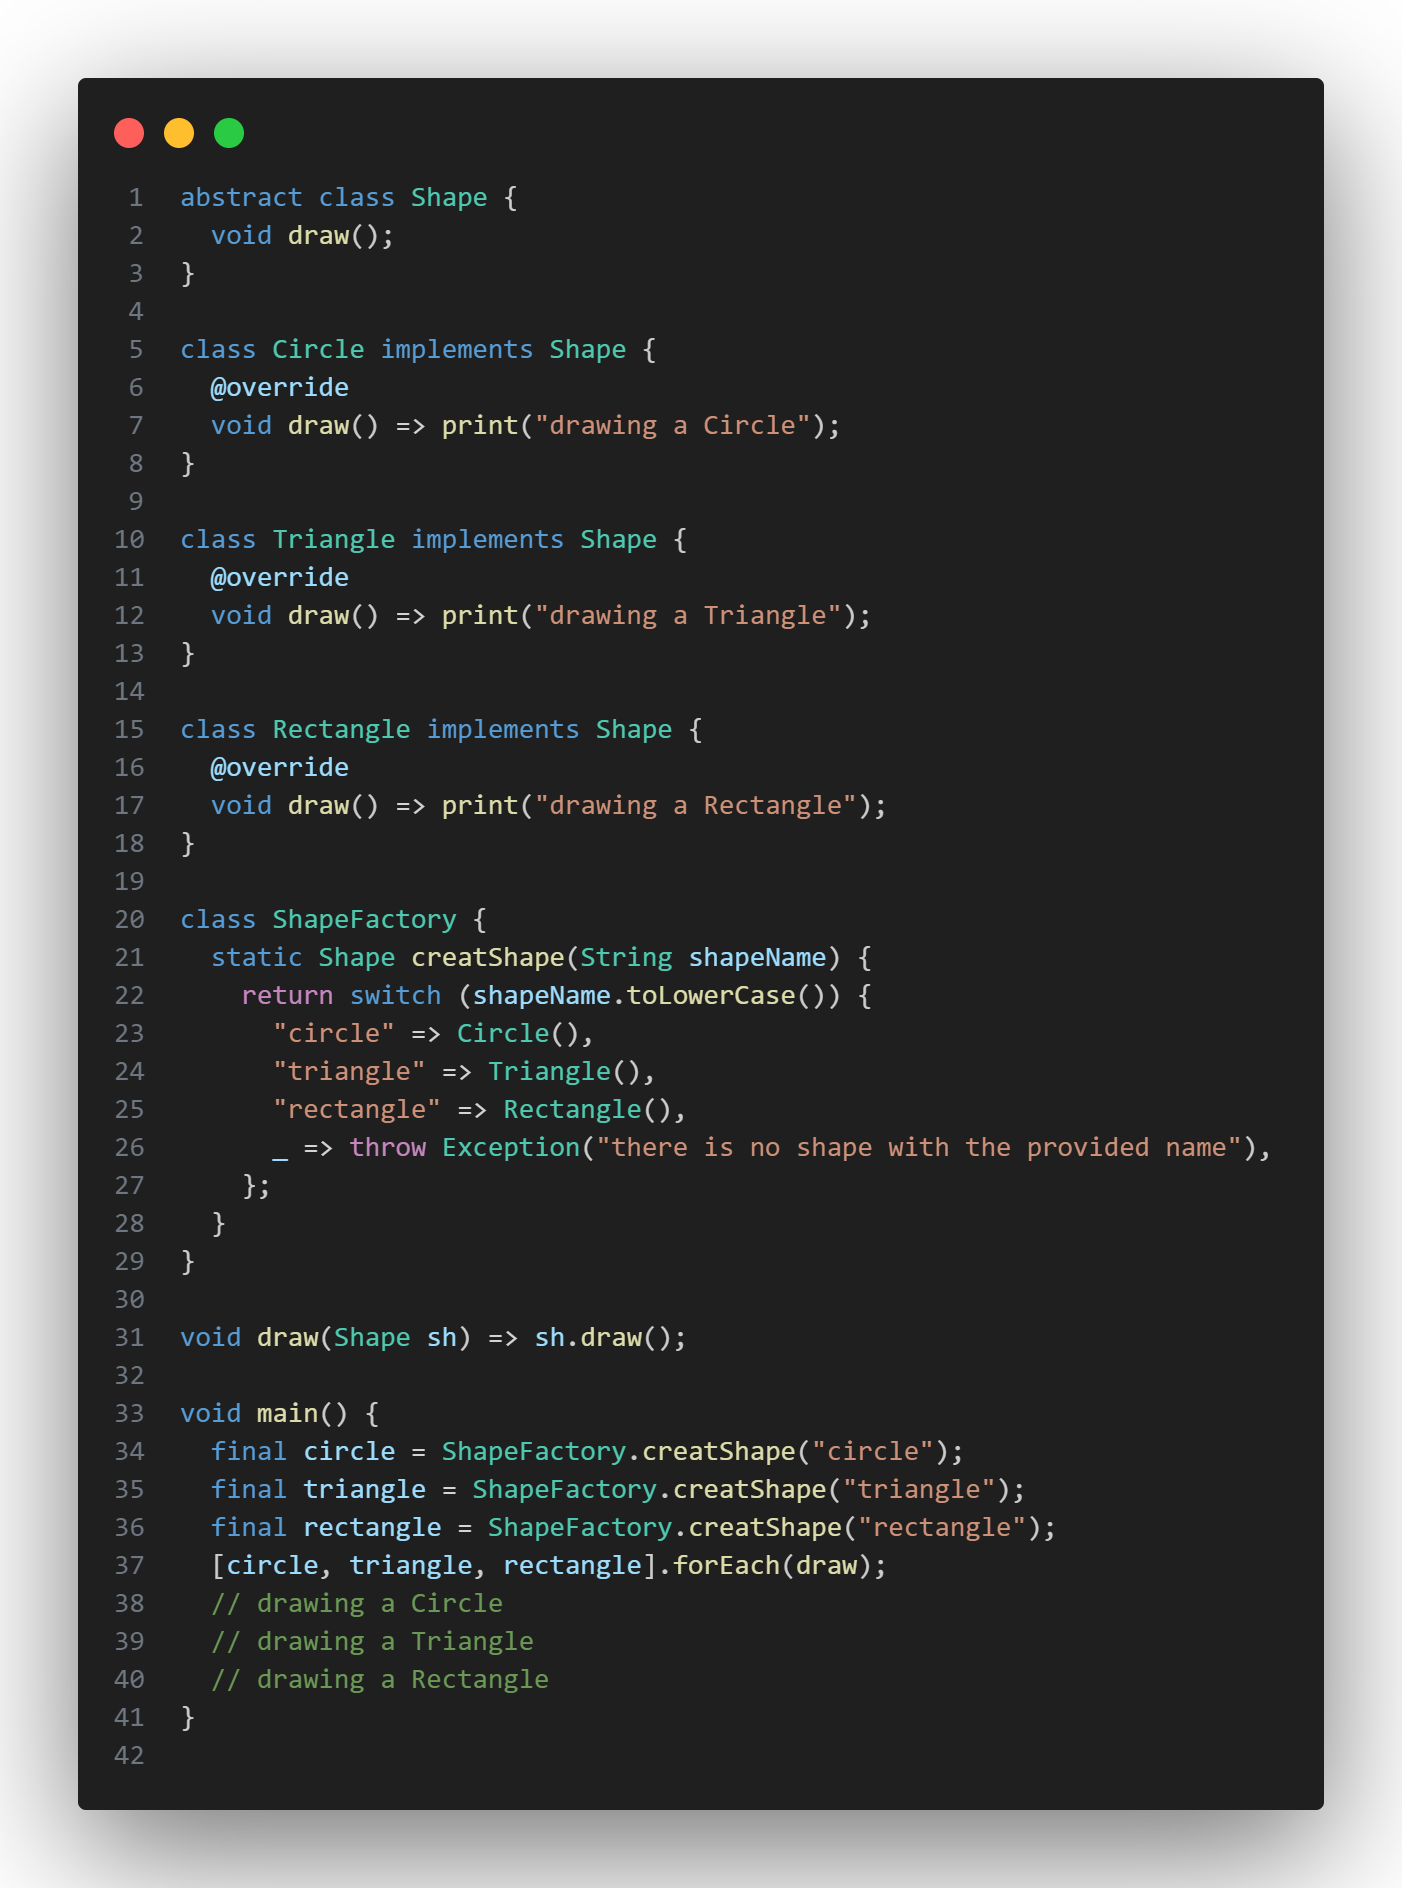 1 abstract class Shape {
2   void draw();
3 }
4
5 class Circle implements Shape {
6   @override
7   void draw() => print("drawing a Circle");
8 }
9
10 class Triangle implements Shape {
11   @override
12   void draw() => print("drawing a Triangle");
13 }
14
15 class Rectangle implements Shape {
16   @override
17   void draw() => print("drawing a Rectangle");
18 }
19
20 class ShapeFactory {
21   static Shape creatShape(String shapeName) {
22     return switch (shapeName.toLowerCase()) {
23       "circle" => Circle(),
24       "triangle" => Triangle(),
25       "rectangle" => Rectangle(),
26       _ => throw Exception("there is no shape with the provided name"),
27     };
28   }
29 }
30
31 void draw(Shape sh) => sh.draw();
32
33 void main() {
34   final circle = ShapeFactory.creatShape("circle");
35   final triangle = ShapeFactory.creatShape("triangle");
36   final rectangle = ShapeFactory.creatShape("rectangle");
37   [circle, triangle, rectangle].forEach(draw);
38   // drawing a Circle
39   // drawing a Triangle
40   // drawing a Rectangle
41 }
42